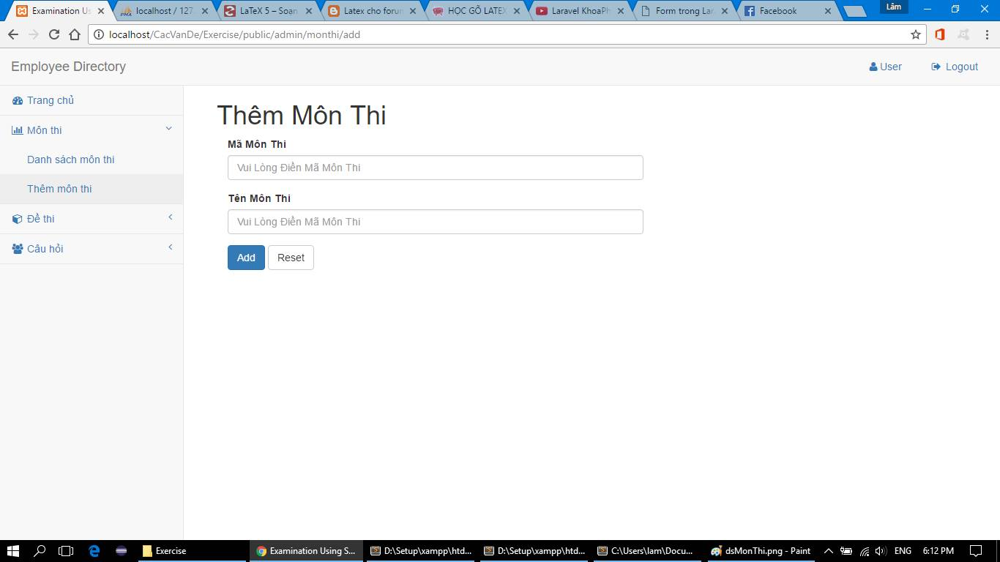 Examination Us
localhost / 127.
LaTeX 5 – Soạn
Latex cho forum
HỌC GÕ LATEX
Laravel KhoaPh
Form trong Lar
Facebook
Lâm
localhost/CacVanDe/Exercise/public/admin/monthi/add
Employee Directory
User
Logout
Trang chủ
Môn thi
Danh sách môn thi
Thêm môn thi
Đề thi
Câu hỏi
Thêm Môn Thi
Mã Môn Thi
Vui Lòng Điền Mã Môn Thi
Tên Môn Thi
Vui Lòng Điền Mã Môn Thi
Add
Reset
Exercise
Examination Using S...
D:\Setup\xampp\htd...
D:\Setup\xampp\htd...
C:\Users\lam\Docu...
dsMonThi.png - Paint
ENG
6:12 PM